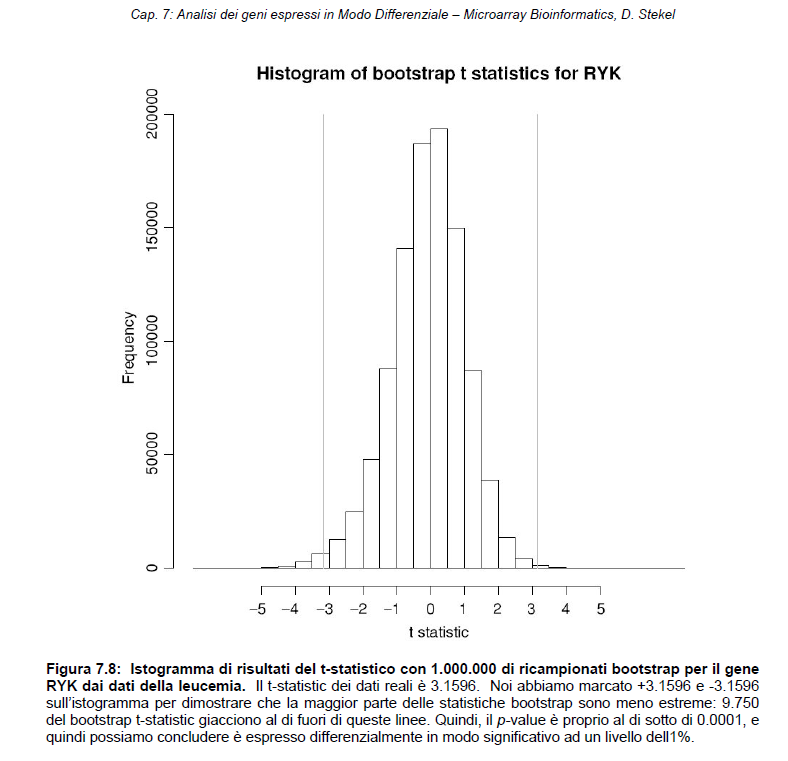 Cap. 7: Analisi dei geni espressi in Modo Differenziale – Microarray Bioinformatics, D. Stekel
Histogram of bootstrap t statistics for RYK
200000
150000
100000
50000
0
Frequency
−5 −4 −3 −2 −1 0 1 2 3 4 5
t statistic
Figura 7.8: Istogramma di risultati del t-statistico con 1.000.000 di ricampionati bootstrap per il gene
RYK dai dati della leucemia. Il t-statistic dei dati reali è 3.1596. Noi abbiamo marcato +3.1596 e -3.1596
sull'istogramma per dimostrare che la maggior parte delle statistiche bootstrap sono meno estreme: 9.750
del bootstrap t-statistic giacciono al di fuori di queste linee. Quindi, il p-value è proprio al di sotto di 0.0001, e
quindi possiamo concludere è espresso differenzialmente in modo significativo ad un livello dell1%.